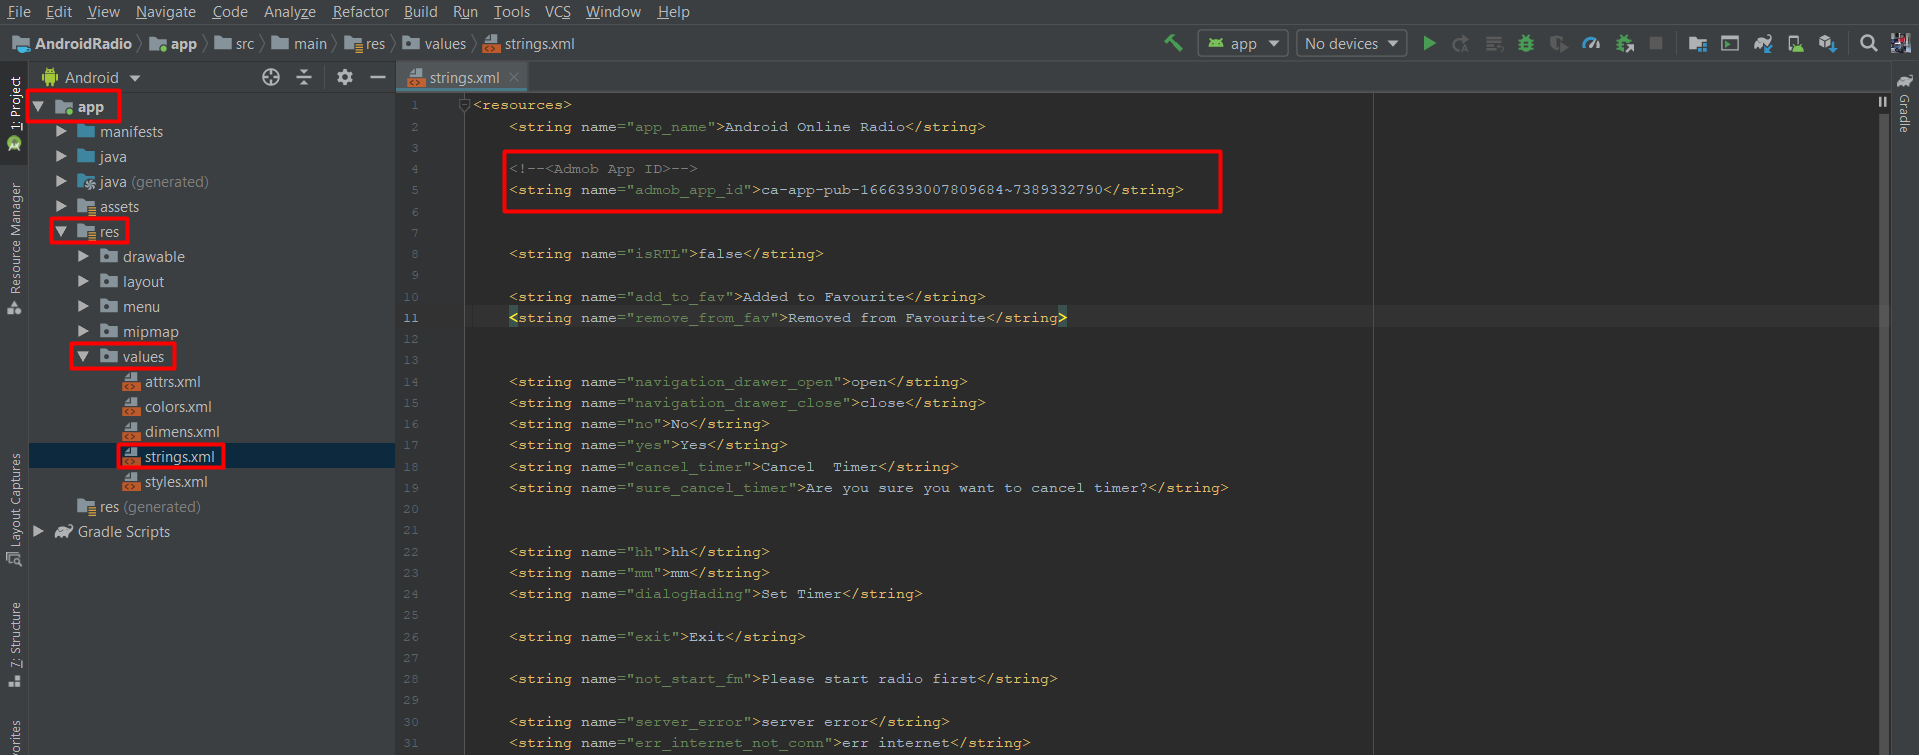 File Edit View Navigate Code Analyze Refactor Build Run Tools VCS Window Help
AndroidRadio app src main res values strings.xml
app No devices
Android
strings.xml
1: Project
Resource Manager
Layout Captures
7: Structure
vorites
app
manifests
java
java (generated)
assets
res
drawable
layout
menu
mipmap
values
attrs.xml
colors.xml
dimens.xml
strings.xml
styles.xml
res (generated)
Gradle Scripts
1 <resources>
2 <string name="app_name">Android Online Radio</string>
3
4 <!--<Admob App ID>-->
5 <string name="admob_app_id">ca-app-pub-1666393007809684~7389332790</string>
6
7
8 <string name="isRTL">false</string>
9
10 <string name="add_to_fav">Added to Favourite</string>
11 <string name="remove_from_fav">Removed from Favourite</string>
12
13
14 <string name="navigation_drawer_open">open</string>
15 <string name="navigation_drawer_close">close</string>
16 <string name="no">No</string>
17 <string name="yes">Yes</string>
18 <string name="cancel_timer">Cancel  Timer</string>
19 <string name="sure_cancel_timer">Are you sure you want to cancel timer?</string>
20
21
22 <string name="hh">hh</string>
23 <string name="mm">mm</string>
24 <string name="dialogHading">Set Timer</string>
25
26 <string name="exit">Exit</string>
27
28 <string name="not_start_fm">Please start radio first</string>
29
30 <string name="server_error">server error</string>
31 <string name="err_internet_not_conn">err internet</string>
Gradle